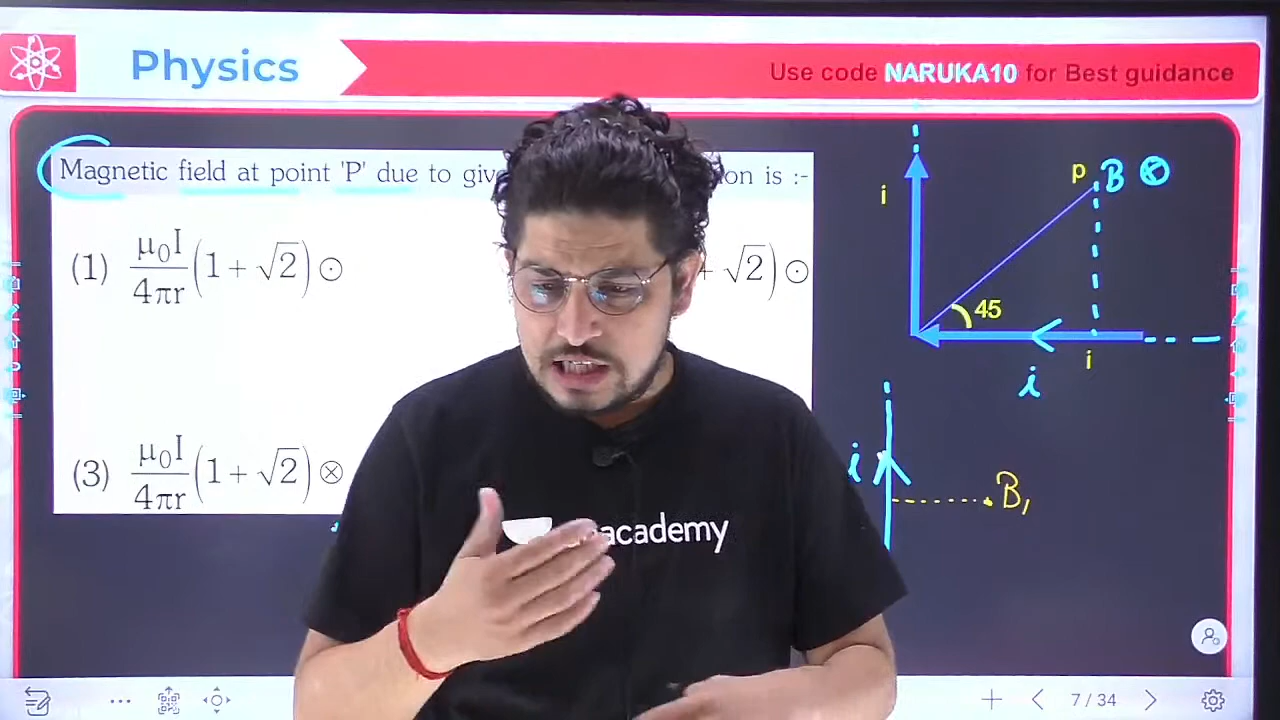 Physics
Use code NARUKA10 for Best guidance
Magnetic field at point 'P' due to giv on is :-
(1) μ₀I/4πr (1 + √2) ⊙
+ √2) ⊙
(3) μ₀I/4πr (1 + √2) ⊗
i
p B ⊗
45
i
i
i
B₁
academy
7 / 34